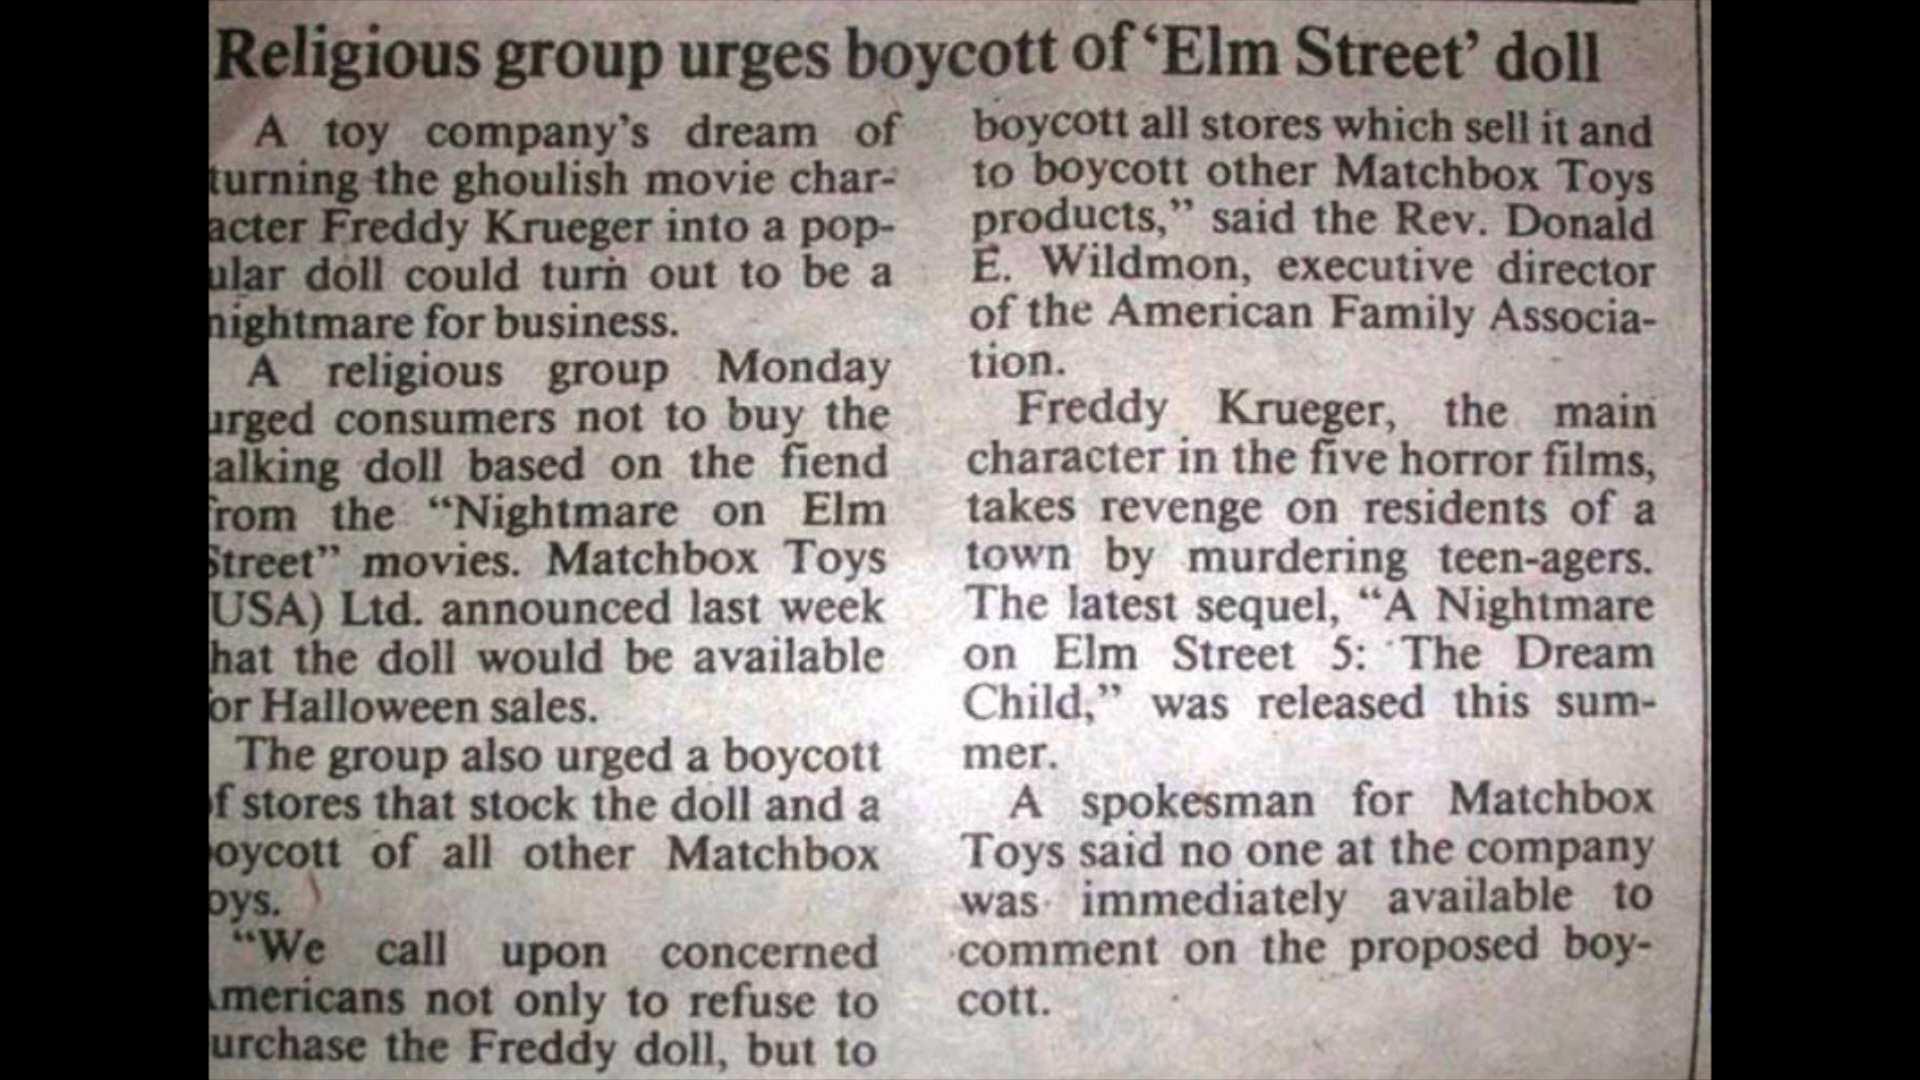 Religious group urges boycott of ‘Elm Street’ doll
A toy company’s dream of
turning the ghoulish movie char-
acter Freddy Krueger into a pop-
ular doll could turn out to be a
nightmare for business.
A religious group Monday
urged consumers not to buy the
alking doll based on the fiend
from the “Nightmare on Elm
Street” movies. Matchbox Toys
USA) Ltd. announced last week
hat the doll would be available
or Halloween sales.
The group also urged a boycott
f stores that stock the doll and a
oycott of all other Matchbox
oys.
“We call upon concerned
mericans not only to refuse to
urchase the Freddy doll, but to
boycott all stores which sell it and
to boycott other Matchbox Toys
products,” said the Rev. Donald
E. Wildmon, executive director
of the American Family Associa-
tion.
Freddy Krueger, the main
character in the five horror films,
takes revenge on residents of a
town by murdering teen-agers.
The latest sequel, “A Nightmare
on Elm Street 5: The Dream
Child,” was released this sum-
mer.
A spokesman for Matchbox
Toys said no one at the company
was immediately available to
comment on the proposed boy-
cott.